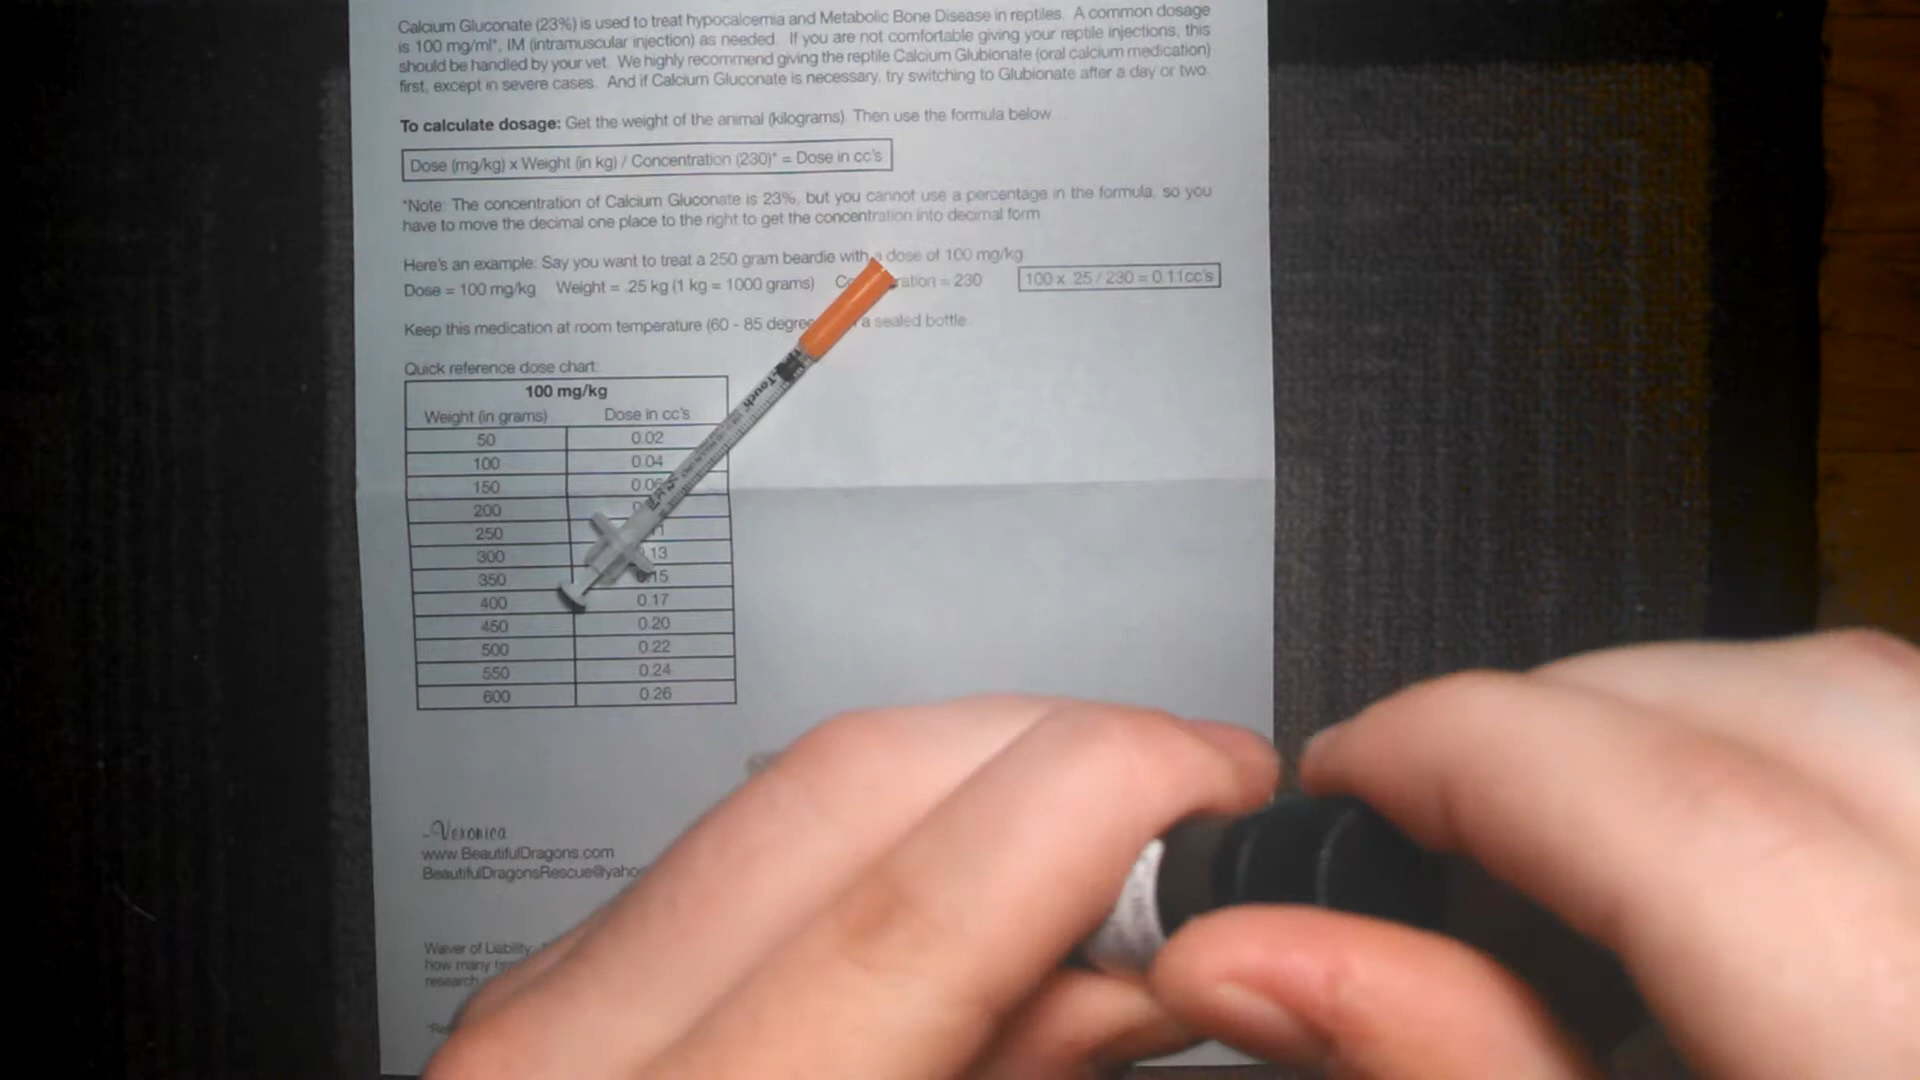 Calcium Gluconate (23%) is used to treat hypocalcemia and Metabolic Bone Disease in reptiles. A common dosage
is 100 mg/ml*, IM (intramuscular injection) as needed. If you are not comfortable giving your reptile injections, this
should be handled by your vet. We highly recommend giving the reptile Calcium Glubionate (oral calcium medication)
first, except in severe cases. And if Calcium Gluconate is necessary, try switching to Glubionate after a day or two.
To calculate dosage: Get the weight of the animal (kilograms) Then use the formula below...
Dose (mg/kg) x Weight (in kg) / Concentration (230)* = Dose in cc's
*Note: The concentration of Calcium Gluconate is 23%, but you cannot use a percentage in the formula, so you
have to move the decimal one place to the right to get the concentration into decimal form.
Here's an example: Say you want to treat a 250 gram beardie with a dose of 100 mg/kg
Dose = 100 mg/kg Weight = .25 kg (1 kg = 1000 grams) = 230 100 x .25 / 230 = 0.11cc's
Keep this medication at room temperature (60 - 85 a sealed bottle.
Quick reference dose chart:
100 mg/kg
Weight (in grams) Dose in cc's
50 0.02
100 0.04
150 0.06
200
250
300 0.13
350 0.15
400 0.17
450 0.20
500 0.22
550 0.24
600 0.26
-Veronica
www.BeautifulDragons.com
Waiver of Liability:
how many
research